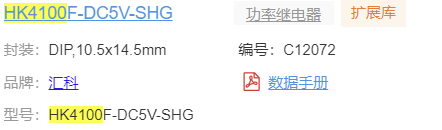 HK4100F-DC5V-SHG 功率继电器 扩展库
封装：DIP,10.5x14.5mm 编号：C12072
品牌：汇科 数据手册
型号：HK4100F-DC5V-SHG